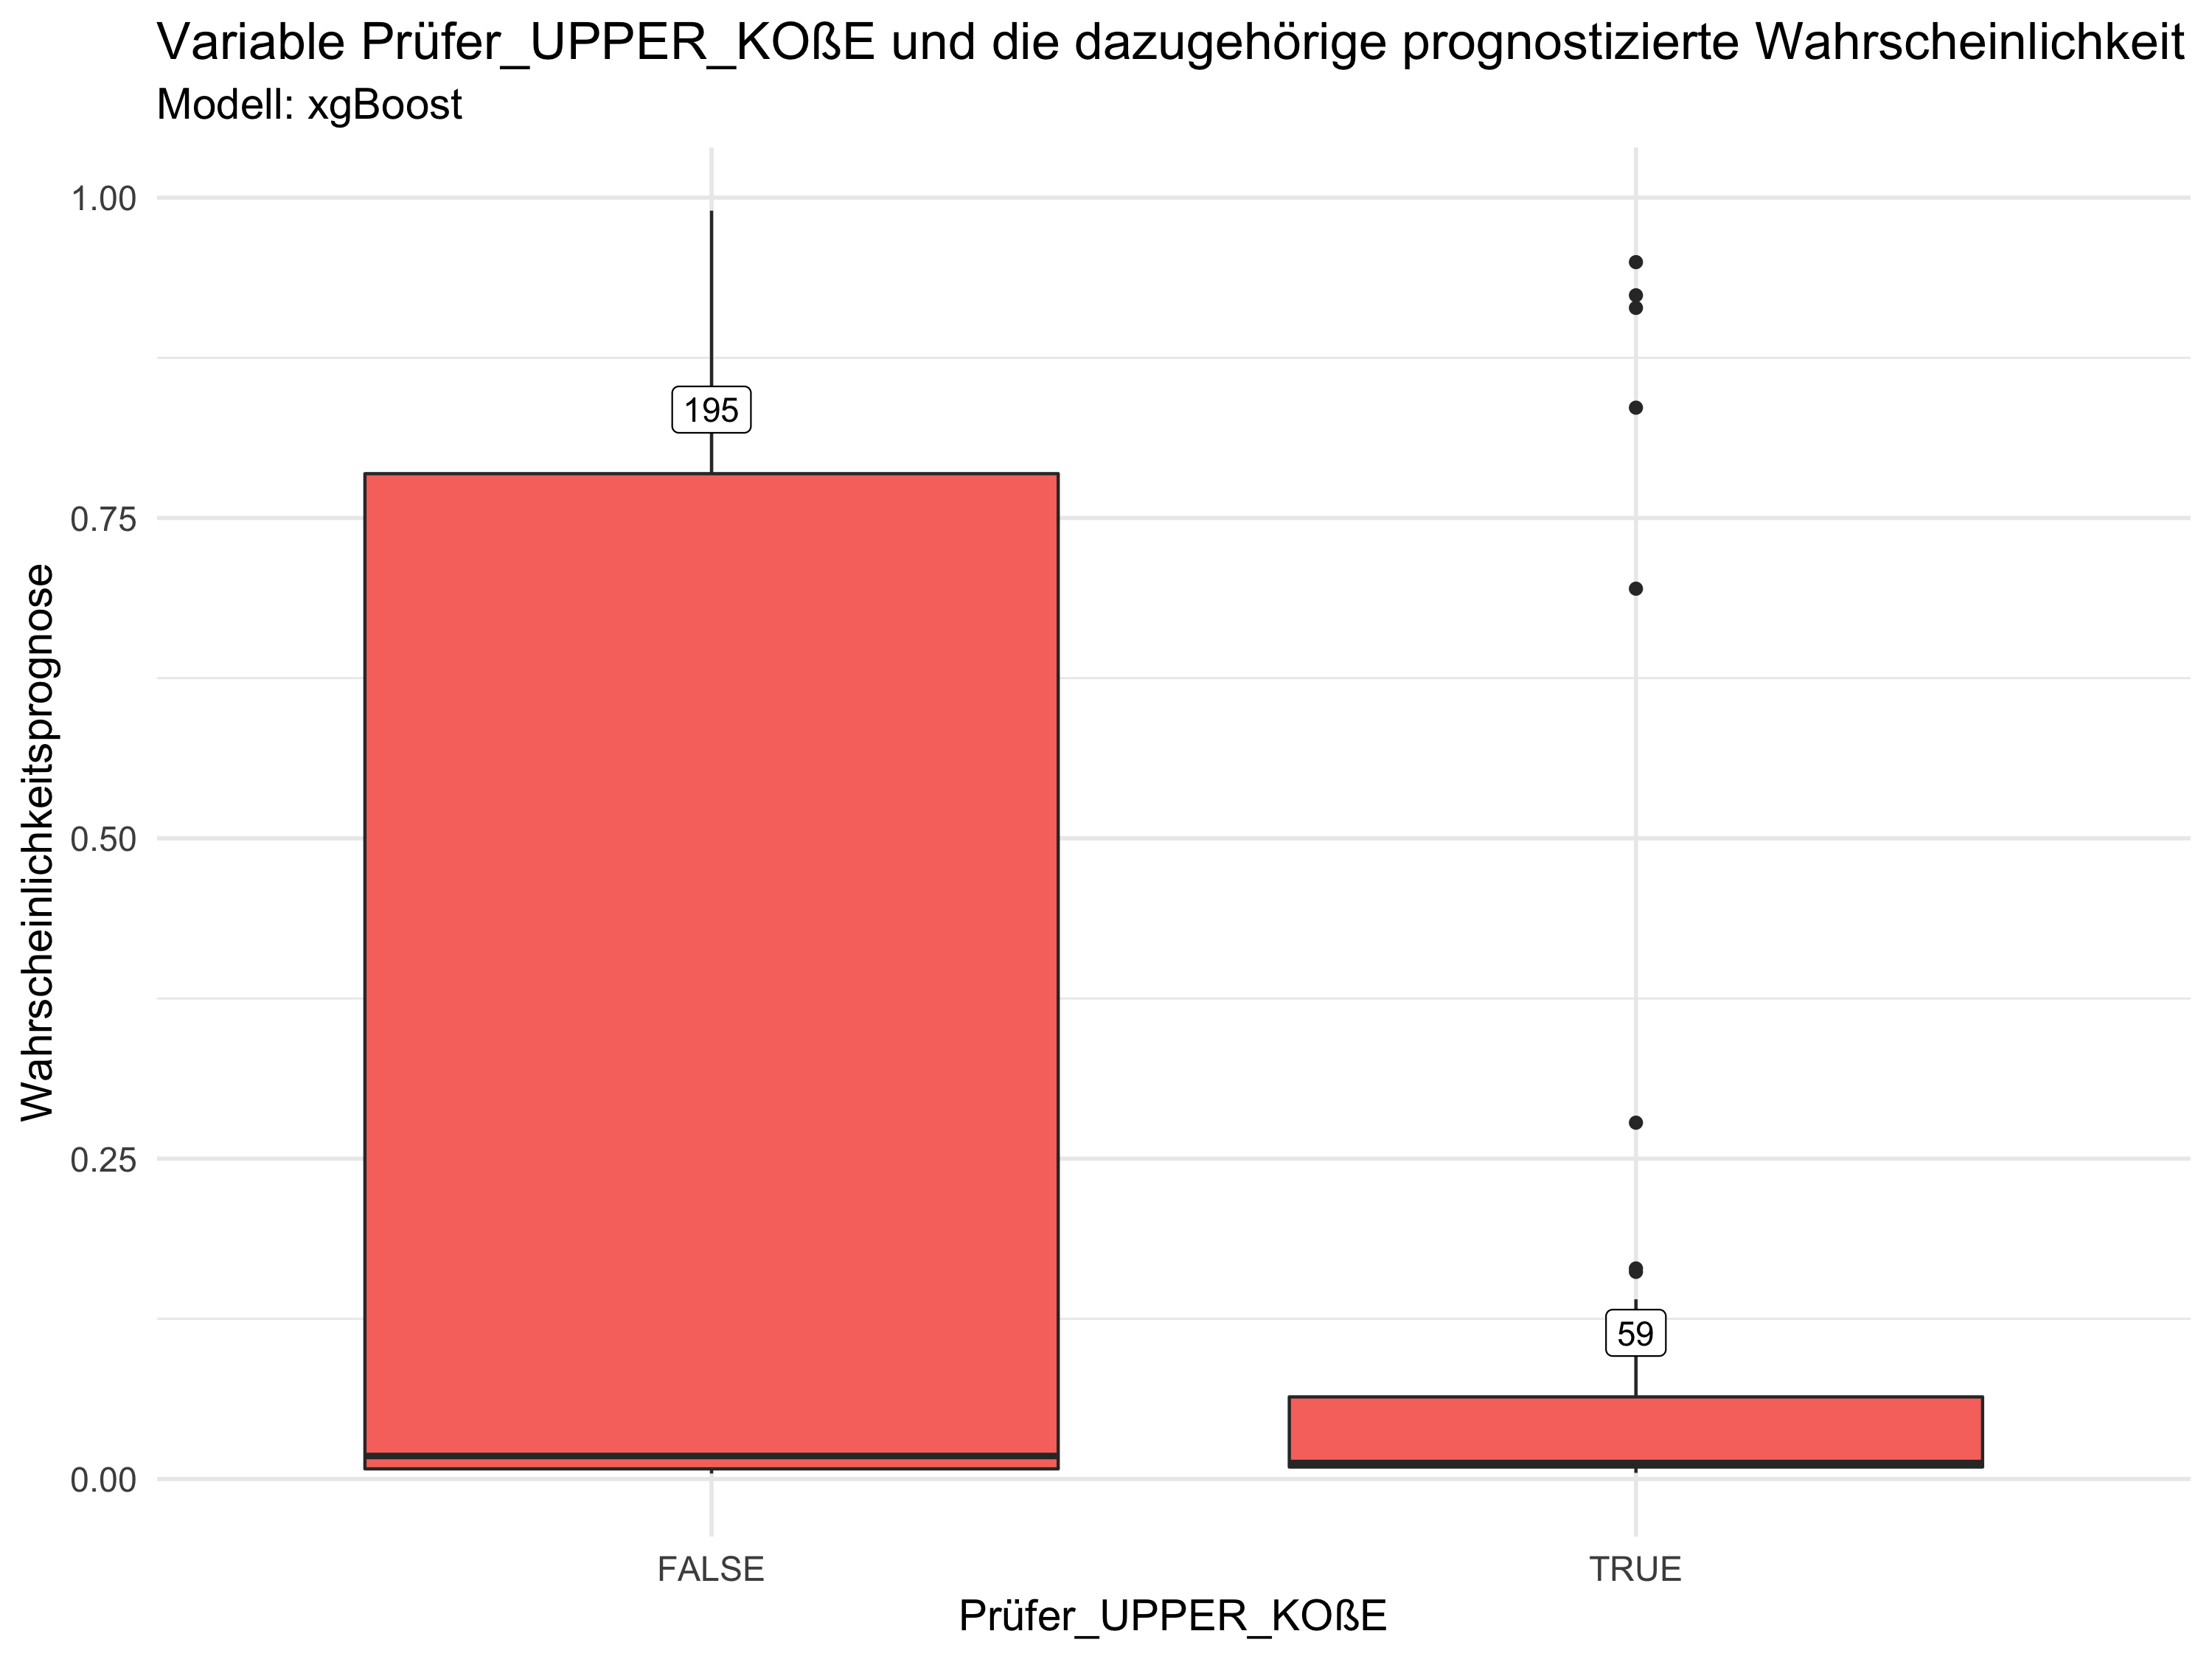 Variable Prüfer_UPPER_KOßE und die dazugehörige prognostizierte Wahrscheinlichkeit
Modell: xgBoost
1.00
0.75
0.50
0.25
0.00
Wahrscheinlichkeitsprognose
195
59
FALSE
TRUE
Prüfer_UPPER_KOßE